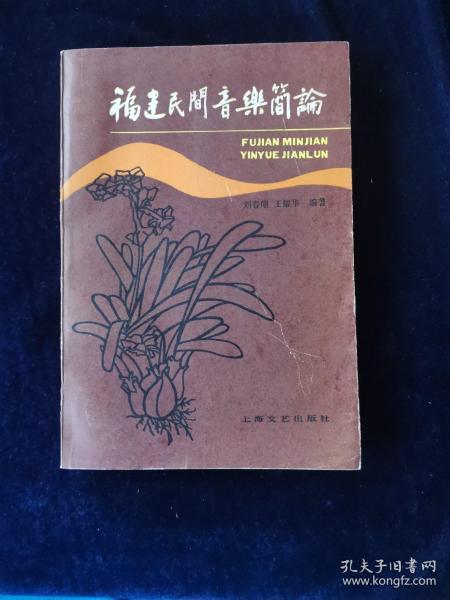 福建民間音樂簡論
FUJIAN MINJIAN
YINYUE JIANLUN
刘春曙 王耀华 编著
上海文艺出版社
孔夫子旧书网
www.kongfz.com